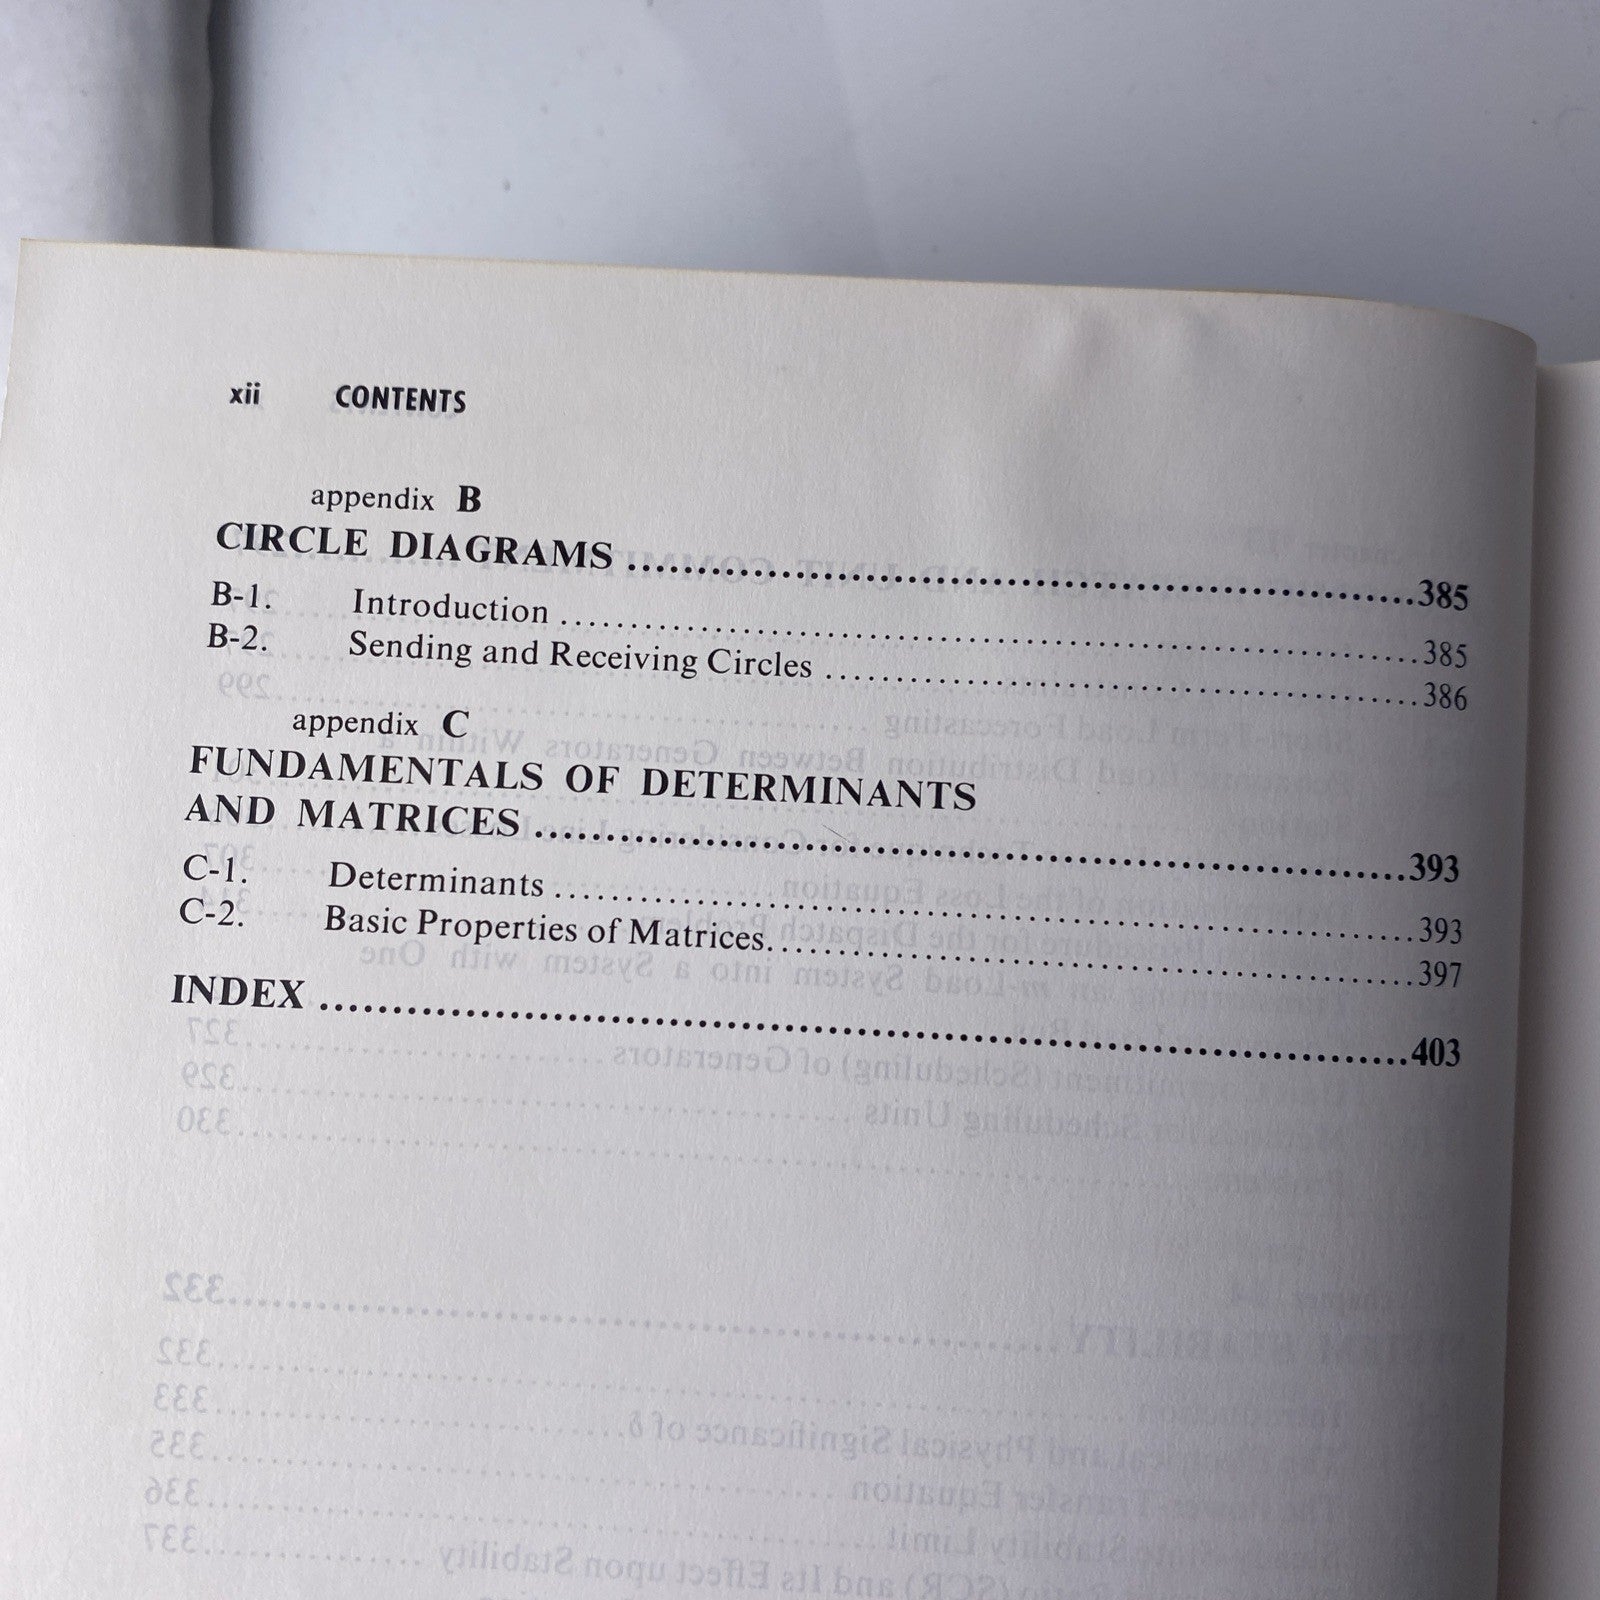 xii CONTENTS
appendix B
CIRCLE DIAGRAMS ........................................................385
B-1. Introduction ........................................................385
B-2. Sending and Receiving Circles ........................................386
appendix C
FUNDAMENTALS OF DETERMINANTS
AND MATRICES ........................................................393
C-1. Determinants ........................................................393
C-2. Basic Properties of Matrices........................................397
INDEX ........................................................403